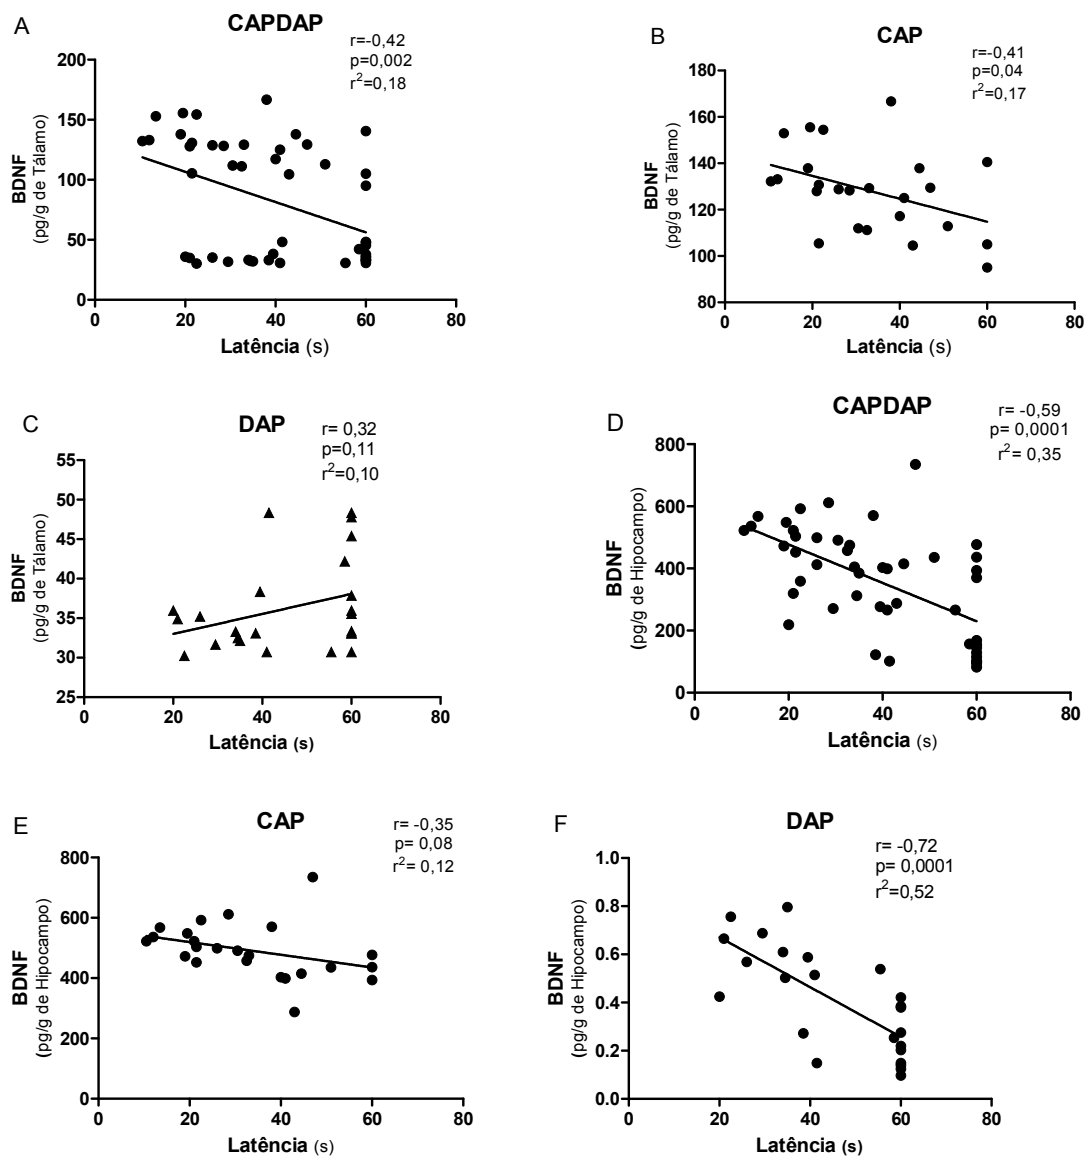 A
CAPDAP
r=-0,42
p=0,002
r²=0,18
BDNF
(pg/g de Tálamo)
200
150
100
50
0
0 20 40 60 80
Latência (s)
B
CAP
r=-0,41
p=0,04
r²=0,17
BDNF
(pg/g de Tálamo)
180
160
140
120
100
80
0 20 40 60 80
Latência (s)
C
DAP
r= 0,32
p=0,11
r²=0,10
BDNF
(pg/g de Tálamo)
55
50
45
40
35
30
25
0 20 40 60 80
Latência (s)
D
CAPDAP
r= -0,59
p= 0,0001
r²= 0,35
BDNF
(pg/g de Hipocampo)
800
600
400
200
0
0 20 40 60 80
Latência (s)
E
CAP
r= -0,35
p= 0,08
r²= 0,12
BDNF
(pg/g de Hipocampo)
800
600
400
200
0
0 20 40 60 80
Latência (s)
F
DAP
r= -0,72
p= 0,0001
r²=0,52
BDNF
(pg/g de Hipocampo)
1.0
0.8
0.6
0.4
0.2
0.0
0 20 40 60 80
Latência (s)